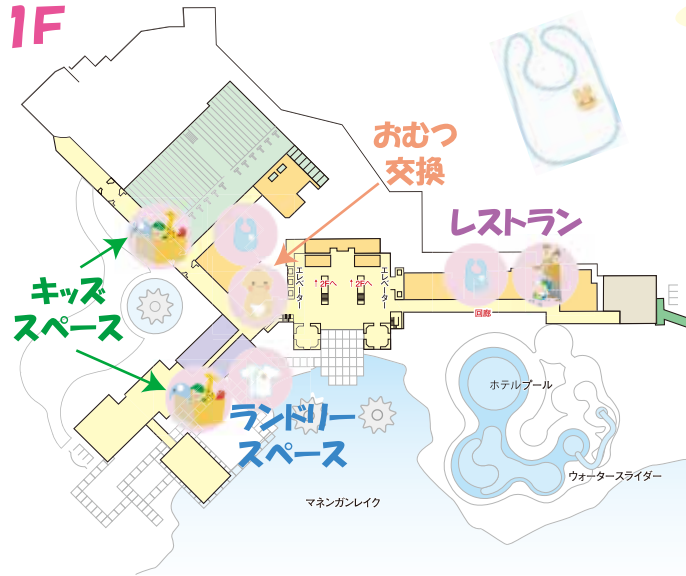 1F
おむつ
交換
レストラン
エレベーター
↑2Fへ
↑2Fへ
エレベーター
キッズ
スペース
回廊
ホテルプール
ランドリー
スペース
ウォータースライダー
マネンガンレイク